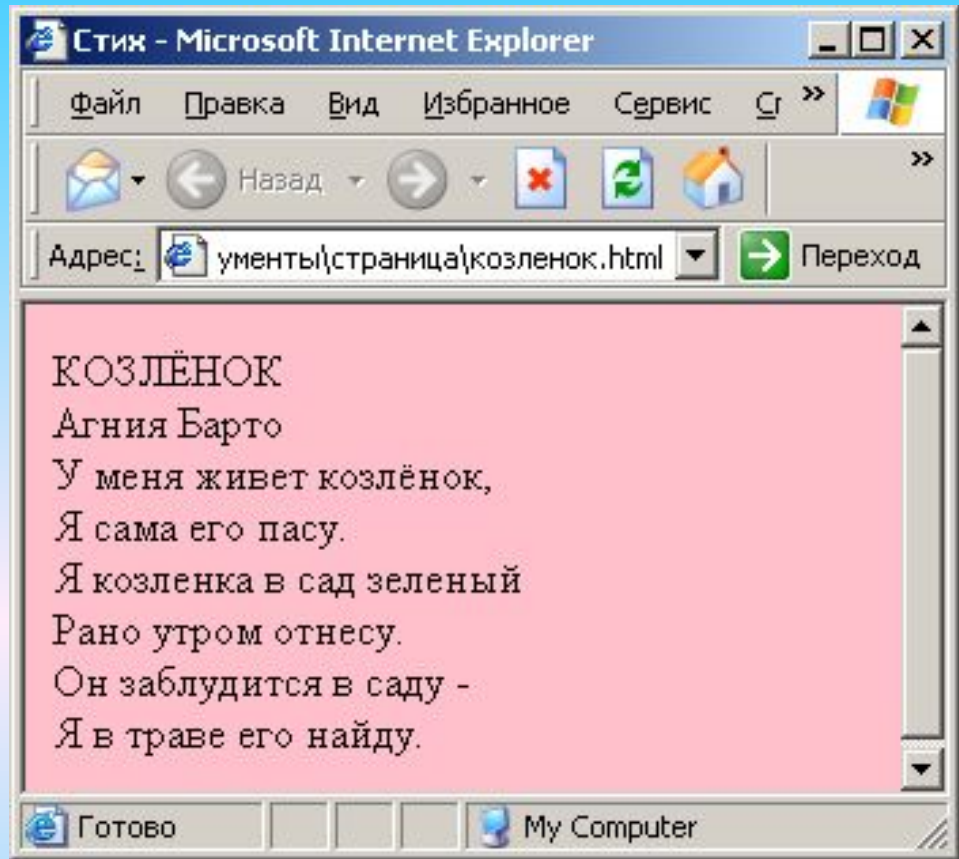 Стих - Microsoft Internet Explorer
Файл Правка Вид Избранное Сервис Сг »
Назад »
Адрес: ументы\страница\козленок.html Переход
КОЗЛЁНОК
Агния Барто
У меня живет козлёнок,
Я сама его пасу.
Я козленка в сад зеленый
Рано утром отнесу.
Он заблудится в саду -
Я в траве его найду.
Готово My Computer